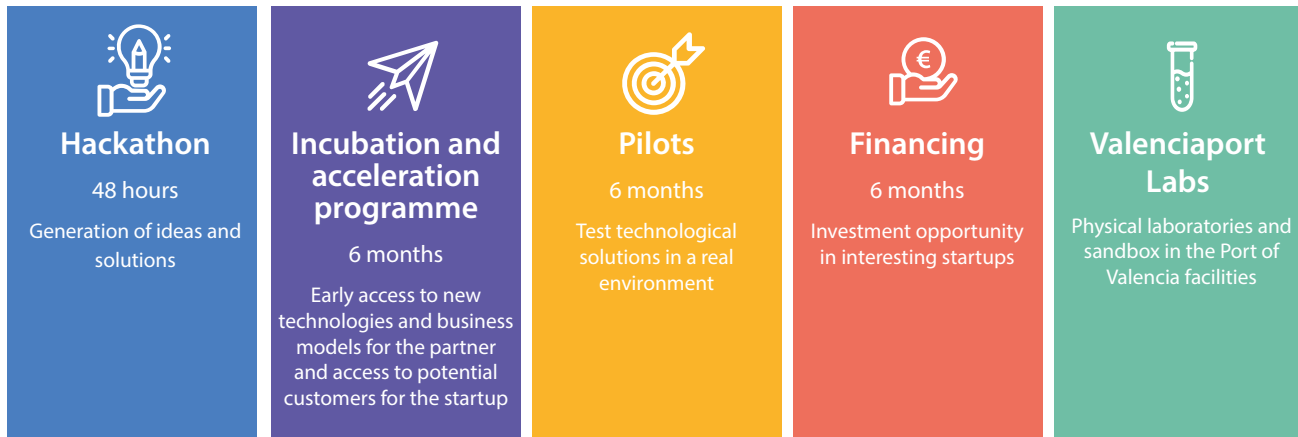 Hackathon
48 hours
Generation of ideas and
solutions
Incubation and
acceleration
programme
6 months
Early access to new
technologies and business
models for the partner
and access to potential
customers for the startup
Pilots
6 months
Test technological
solutions in a real
environment
€
Financing
6 months
Investment opportunity
in interesting startups
Valenciaport
Labs
Physical laboratories and
sandbox in the Port of
Valencia facilities